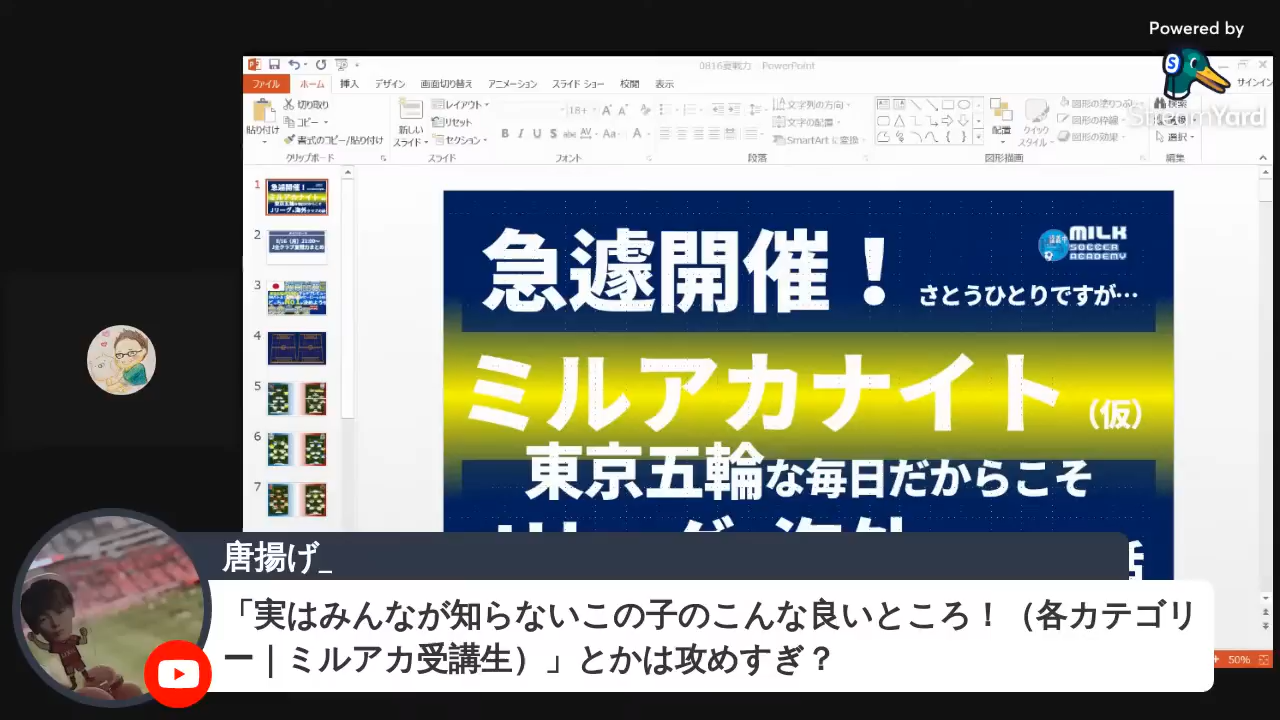 Powered by
StreamYard
0816夏戦力 PowerPoint
サインイン
ファイル ホーム 挿入 デザイン 画面切り替え アニメーション スライド ショー 校閲 表示
貼り付け
切り取り
コピー
書式のコピー/貼り付け
クリップボード
新しい
スライド
レイアウト
リセット
セクション
スライド
18+
フォント
文字列の方向
文字の配置
SmartArt に変換
段落
配置
クイック
スタイル
図形の塗りつぶし
図形の枠線
図形の効果
図形描画
検索
選択
編集
1
2
3
4
5
6
7
急遽開催！
MILK
SOCCER
ACADEMY
さとうひとりですが…
ミルアカナイト（仮）
東京五輪な毎日だからこそ
唐揚げ_
「実はみんなが知らないこの子のこんな良いところ！（各カテゴリ
ー｜ミルアカ受講生）」とかは攻めすぎ？
50%